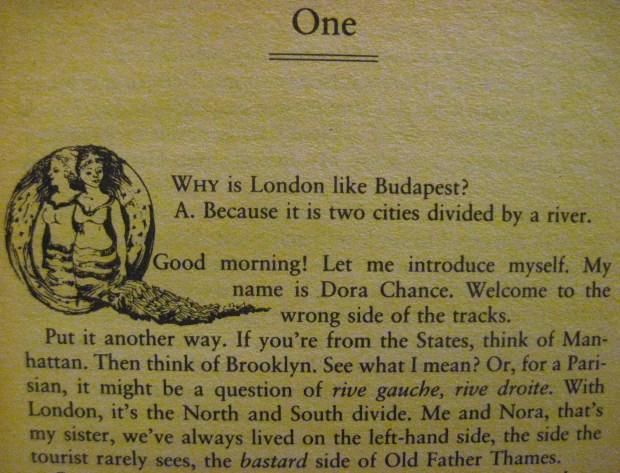 One
Q WHY is London like Budapest?
A. Because it is two cities divided by a river.
Good morning! Let me introduce myself. My
name is Dora Chance. Welcome to the
wrong side of the tracks.
Put it another way. If you're from the States, think of Man-
hattan. Then think of Brooklyn. See what I mean? Or, for a Pari-
sian, it might be a question of rive gauche, rive droite. With
London, it's the North and South divide. Me and Nora, that's
my sister, we've always lived on the left-hand side, the side the
tourist rarely sees, the bastard side of Old Father Thames.